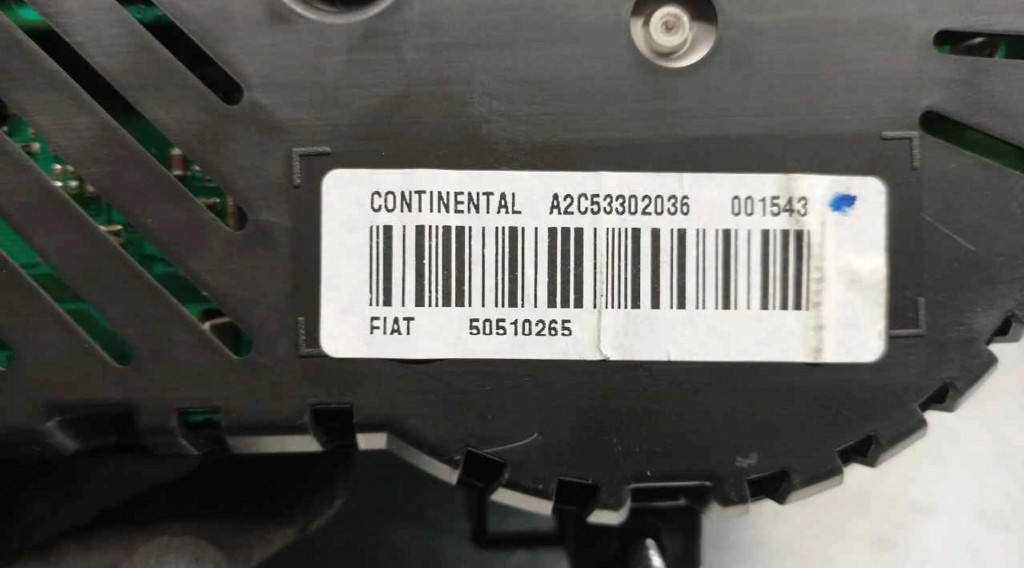 CONTINENTAL A2C53302036 001543
FIAT 50510265